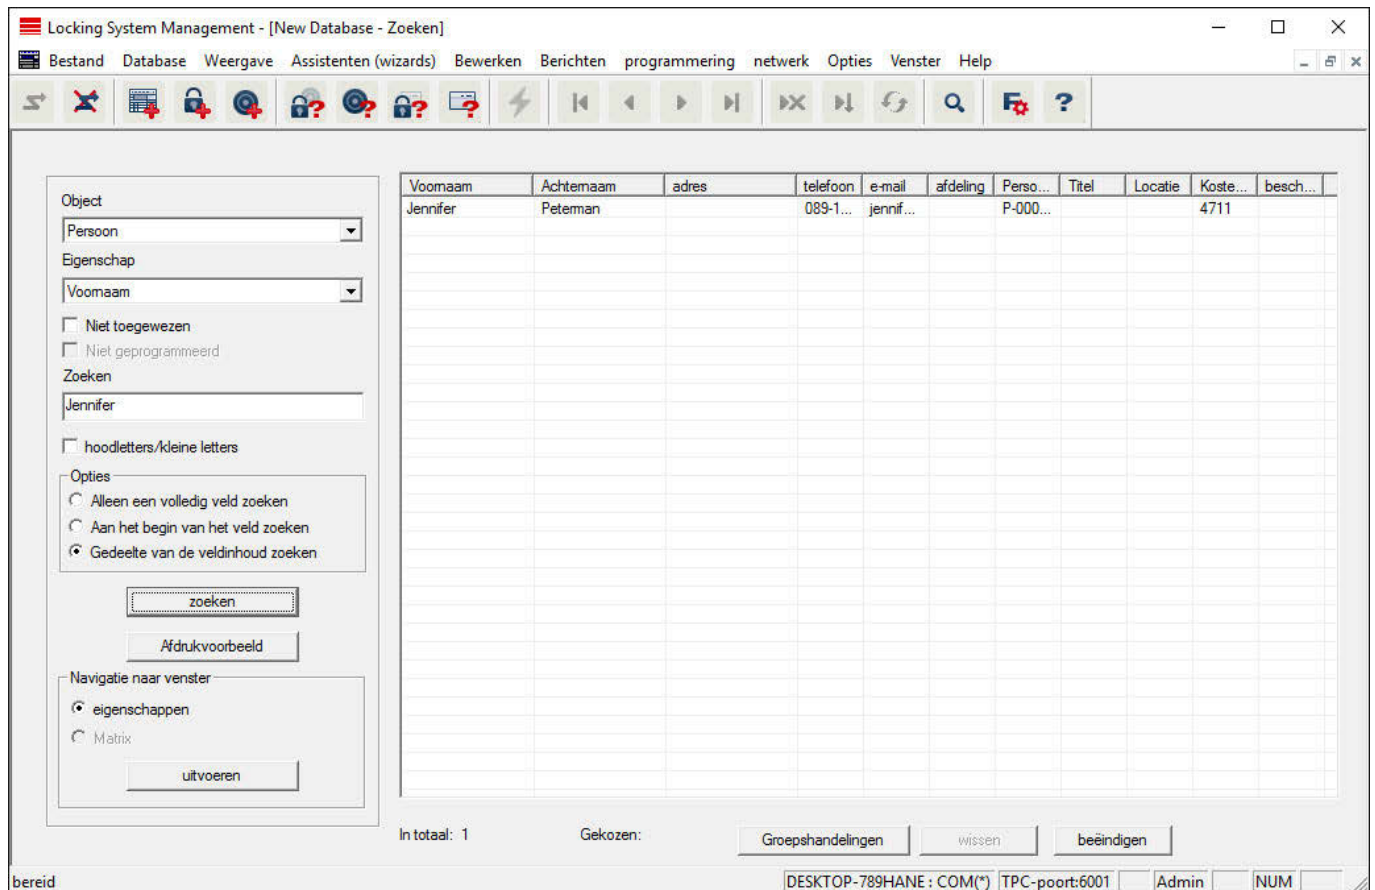 Locking System Management - [New Database - Zoeken]
Bestand Database Weergave Assistenten (wizards) Bewerken Berichten programmering netwerk Opties Venster Help
Object
Persoon
Eigenschap
Voornaam
Niet toegewezen
Niet geprogrammeerd
Zoeken
Jennifer
hoodletters/kleine letters
Opties
Alleen een volledig veld zoeken
Aan het begin van het veld zoeken
Gedeelte van de veldinhoud zoeken
zoeken
Afdrukvoorbeeld
Navigatie naar venster
eigenschappen
Matrix
uitvoeren
Voornaam Achternaam adres telefoon e-mail afdeling Perso... Titel Locatie Koste... besch...
Jennifer Peterman 089-1... jennif... P-000... 4711
In totaal: 1 Gekozen: Groepshandelingen wissen beëindigen
bereid DESKTOP-789HANE : COM(*) TPC-poort:6001 Admin NUM